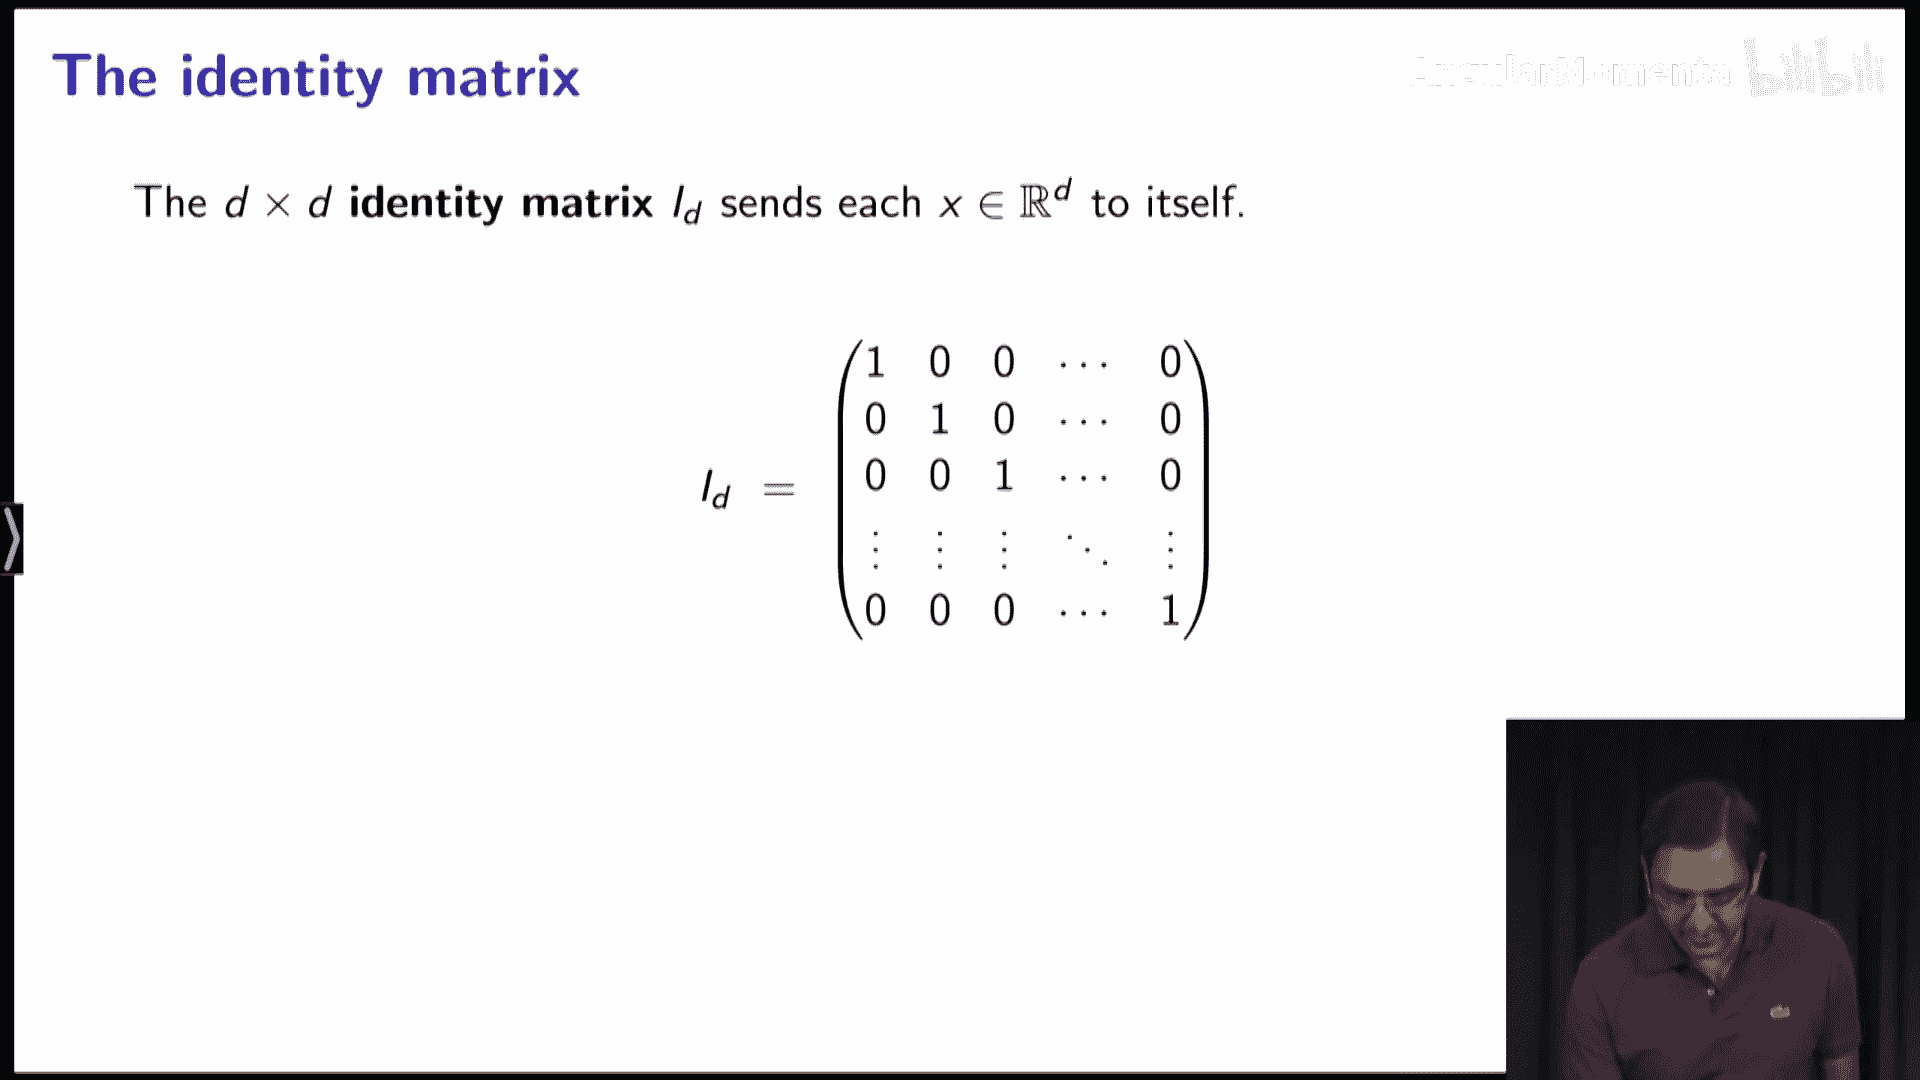 The identity matrix
AngularMomenta bilibili
The d × d identity matrix I_d sends each x ∈ ℝ^d to itself.
I_d =
1 0 0 ⋯ 0
0 1 0 ⋯ 0
0 0 1 ⋯ 0
⋮ ⋮ ⋮ ⋱ ⋮
0 0 0 ⋯ 1